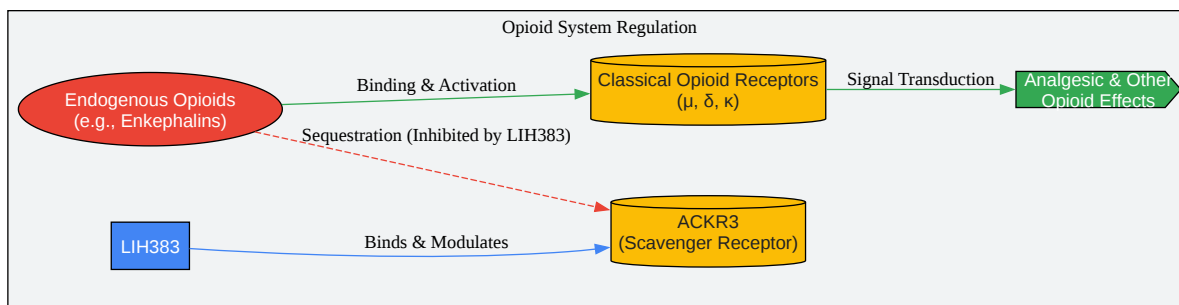 Opioid System Regulation
Endogenous Opioids
(e.g., Enkephalins)
Binding & Activation
Classical Opioid Receptors
(μ, δ, κ)
Signal Transduction
Analgesic & Other
Opioid Effects
Sequestration (Inhibited by LIH383)
LIH383
Binds & Modulates
ACKR3
(Scavenger Receptor)